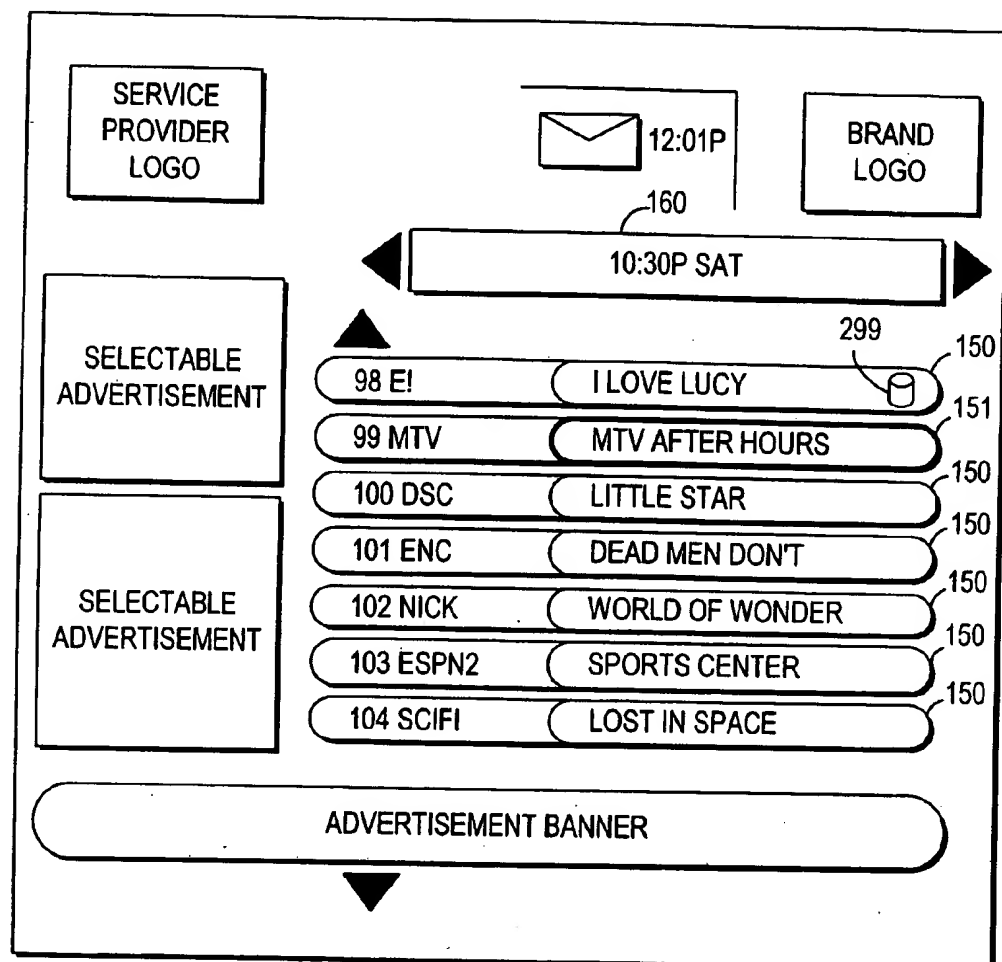 SERVICE
PROVIDER
LOGO
12:01P
BRAND
LOGO
160
10:30P SAT
SELECTABLE
ADVERTISEMENT
299
150
98 E! I LOVE LUCY
151
99 MTV MTV AFTER HOURS
150
100 DSC LITTLE STAR
150
101 ENC DEAD MEN DON'T
150
102 NICK WORLD OF WONDER
150
103 ESPN2 SPORTS CENTER
150
104 SCIFI LOST IN SPACE
SELECTABLE
ADVERTISEMENT
ADVERTISEMENT BANNER